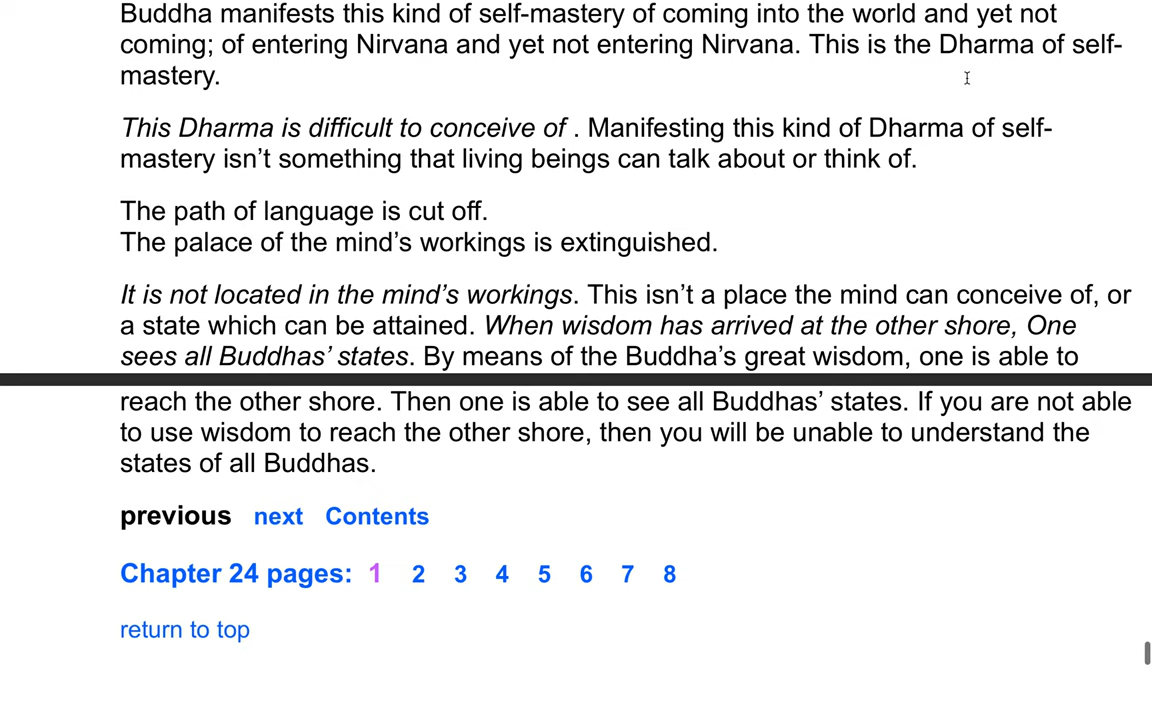 Buddha manifests this kind of self-mastery of coming into the world and yet not
coming; of entering Nirvana and yet not entering Nirvana. This is the Dharma of self-
mastery.
This Dharma is difficult to conceive of . Manifesting this kind of Dharma of self-
mastery isn’t something that living beings can talk about or think of.
The path of language is cut off.
The palace of the mind’s workings is extinguished.
It is not located in the mind’s workings. This isn’t a place the mind can conceive of, or
a state which can be attained. When wisdom has arrived at the other shore, One
sees all Buddhas’ states. By means of the Buddha’s great wisdom, one is able to
reach the other shore. Then one is able to see all Buddhas’ states. If you are not able
to use wisdom to reach the other shore, then you will be unable to understand the
states of all Buddhas.
previous next Contents
Chapter 24 pages: 1 2 3 4 5 6 7 8
return to top